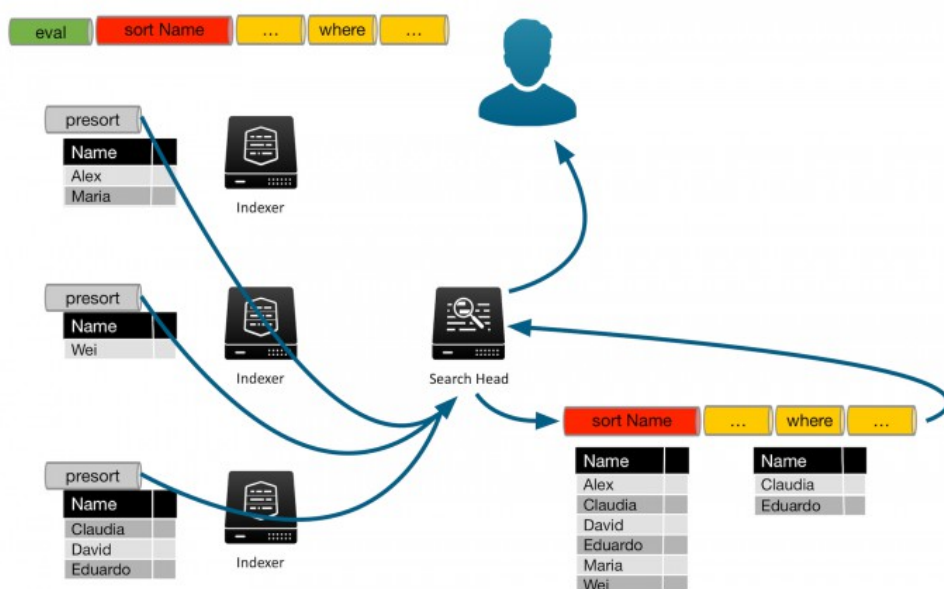 eval sort Name ... where ...
presort
Name
Alex
Maria
Indexer
presort
Name
Wei
Indexer
Search Head
presort
Name
Claudia
David
Eduardo
Indexer
sort Name ... where ...
Name
Alex
Claudia
David
Eduardo
Maria
Wei
Name
Claudia
Eduardo